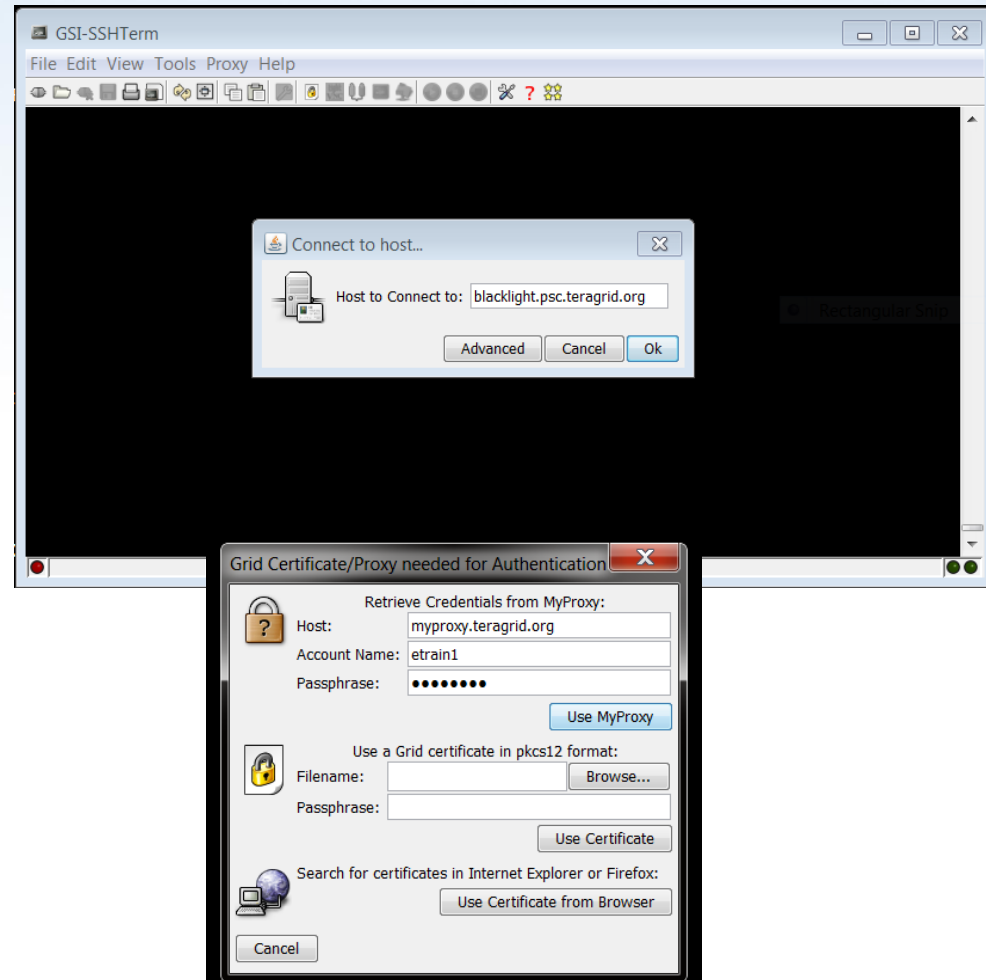 GSI-SSHTerm
File Edit View Tools Proxy Help
Connect to host...
Host to Connect to: blacklight.psc.teragrid.org
Rectangular Snip
Advanced Cancel Ok
Grid Certificate/Proxy needed for Authentication
Retrieve Credentials from MyProxy:
Host: myproxy.teragrid.org
Account Name: etrain1
Passphrase: ●●●●●●●●
Use MyProxy
Use a Grid certificate in pkcs12 format:
Filename: Browse...
Passphrase:
Use Certificate
Search for certificates in Internet Explorer or Firefox:
Use Certificate from Browser
Cancel